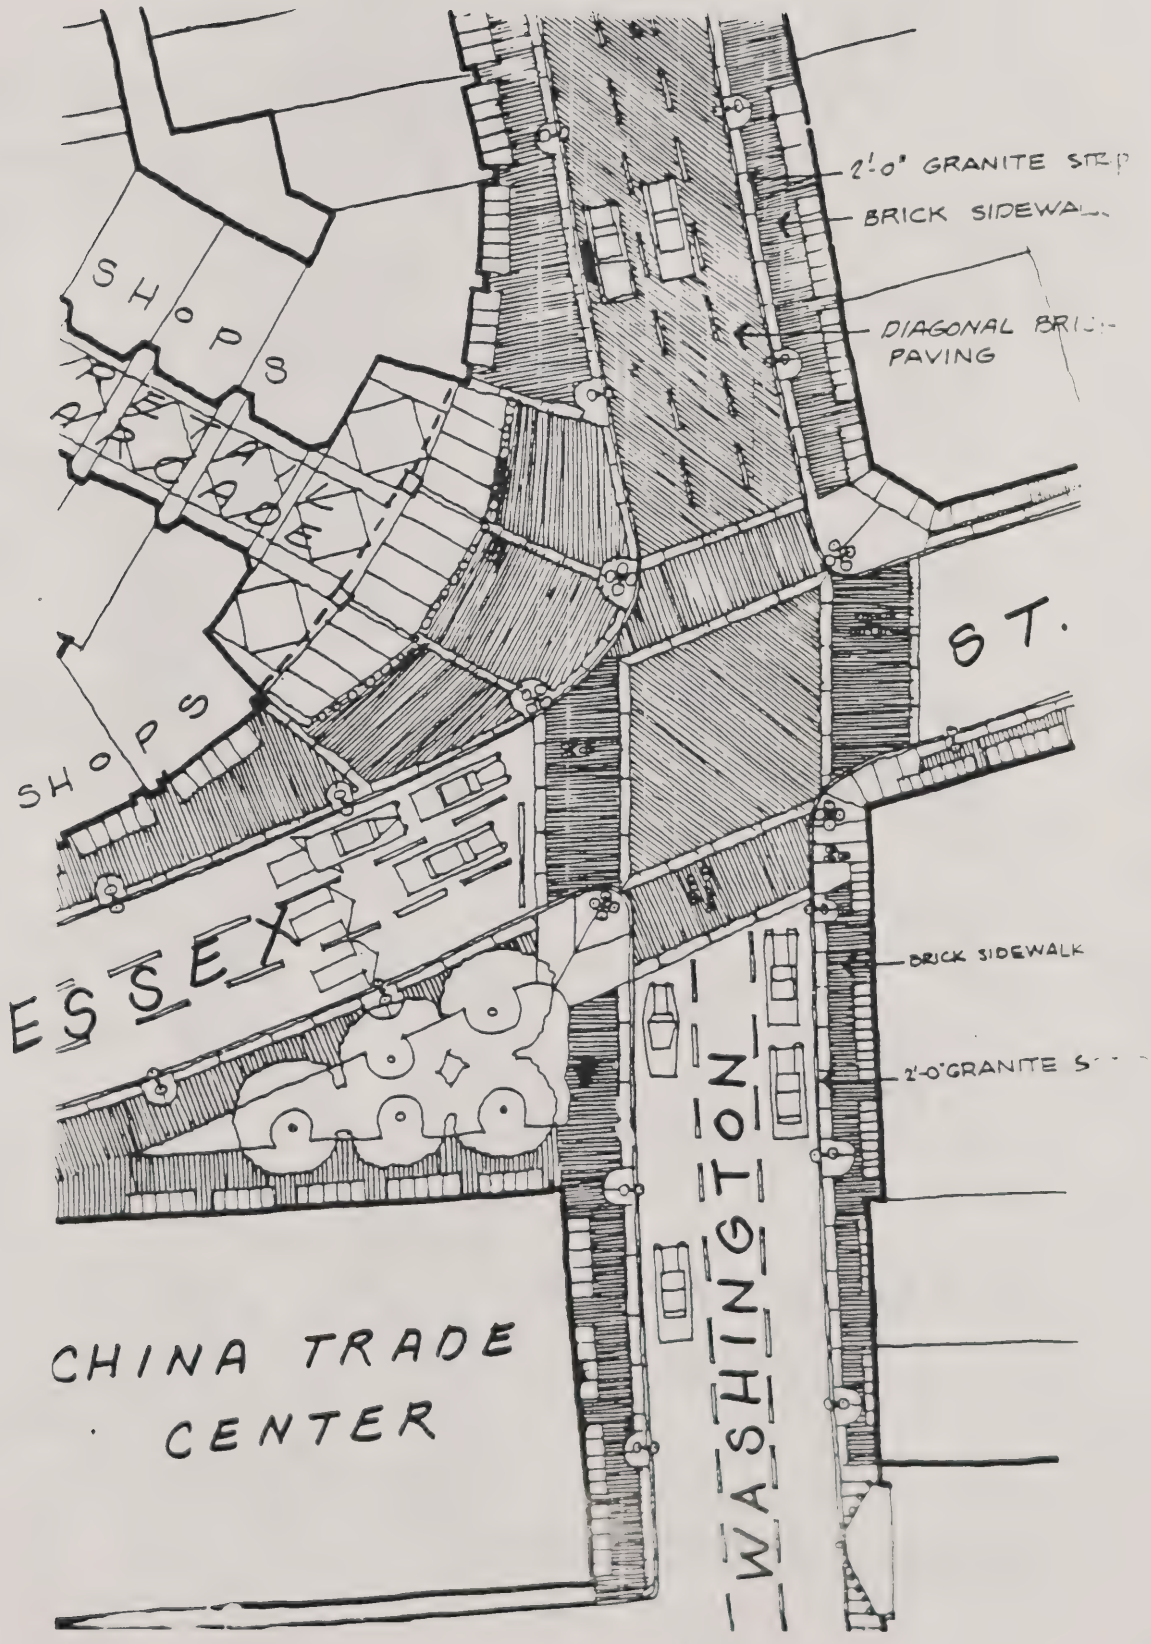 2'-0" GRANITE STRIP
BRICK SIDEWAL
DIAGONAL BRI
PAVING
SHOPS
RETAIL
ARCADE
SHOPS
ESSEX ST.
BRICK SIDEWALK
2'-0" GRANITE S
WASHINGTON
CHINA TRADE
CENTER